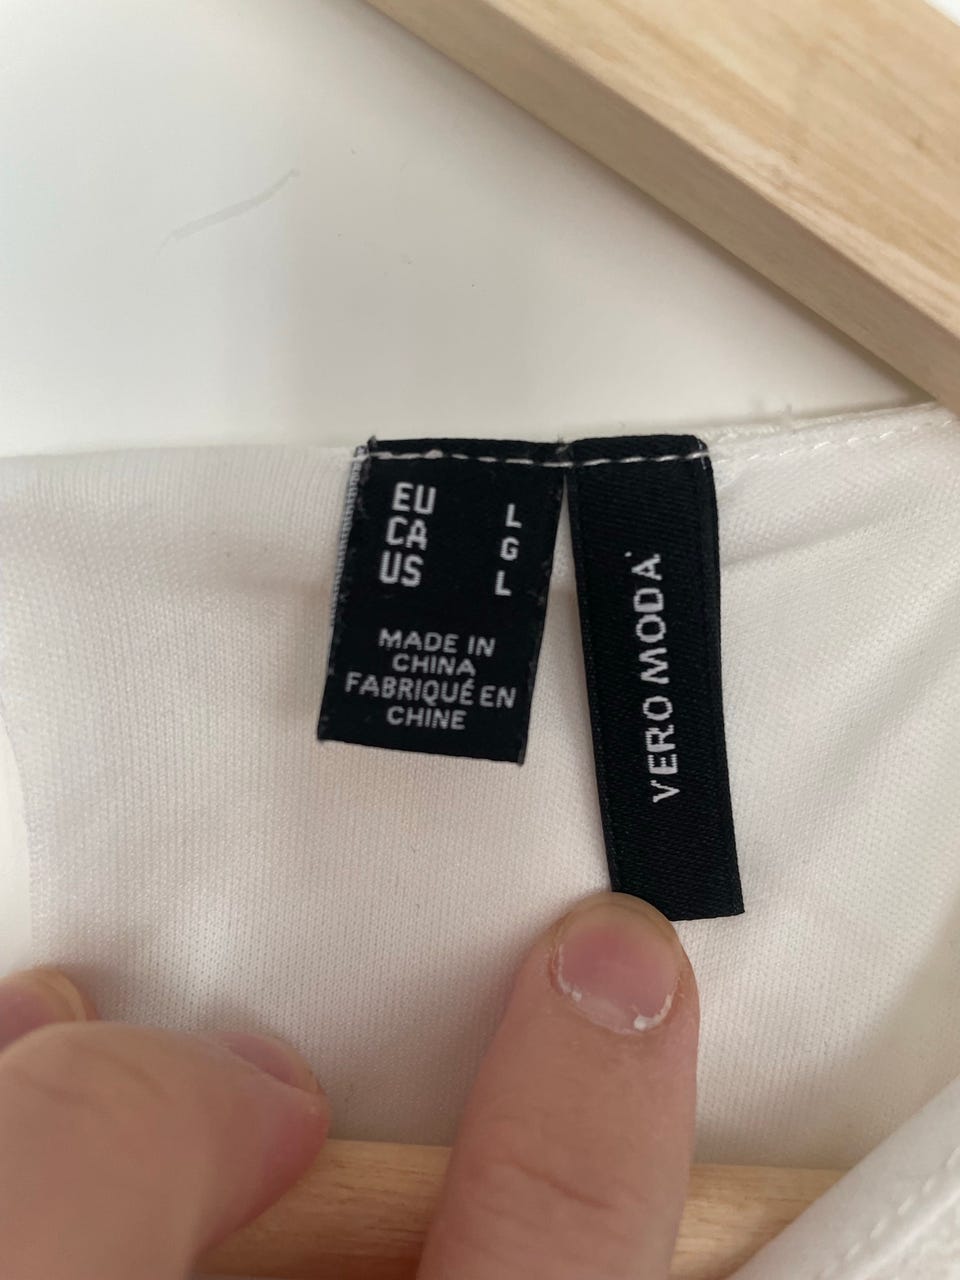 EU L
CA G
US L
MADE IN
CHINA
FABRIQUÉ EN
CHINE
VERO MODA